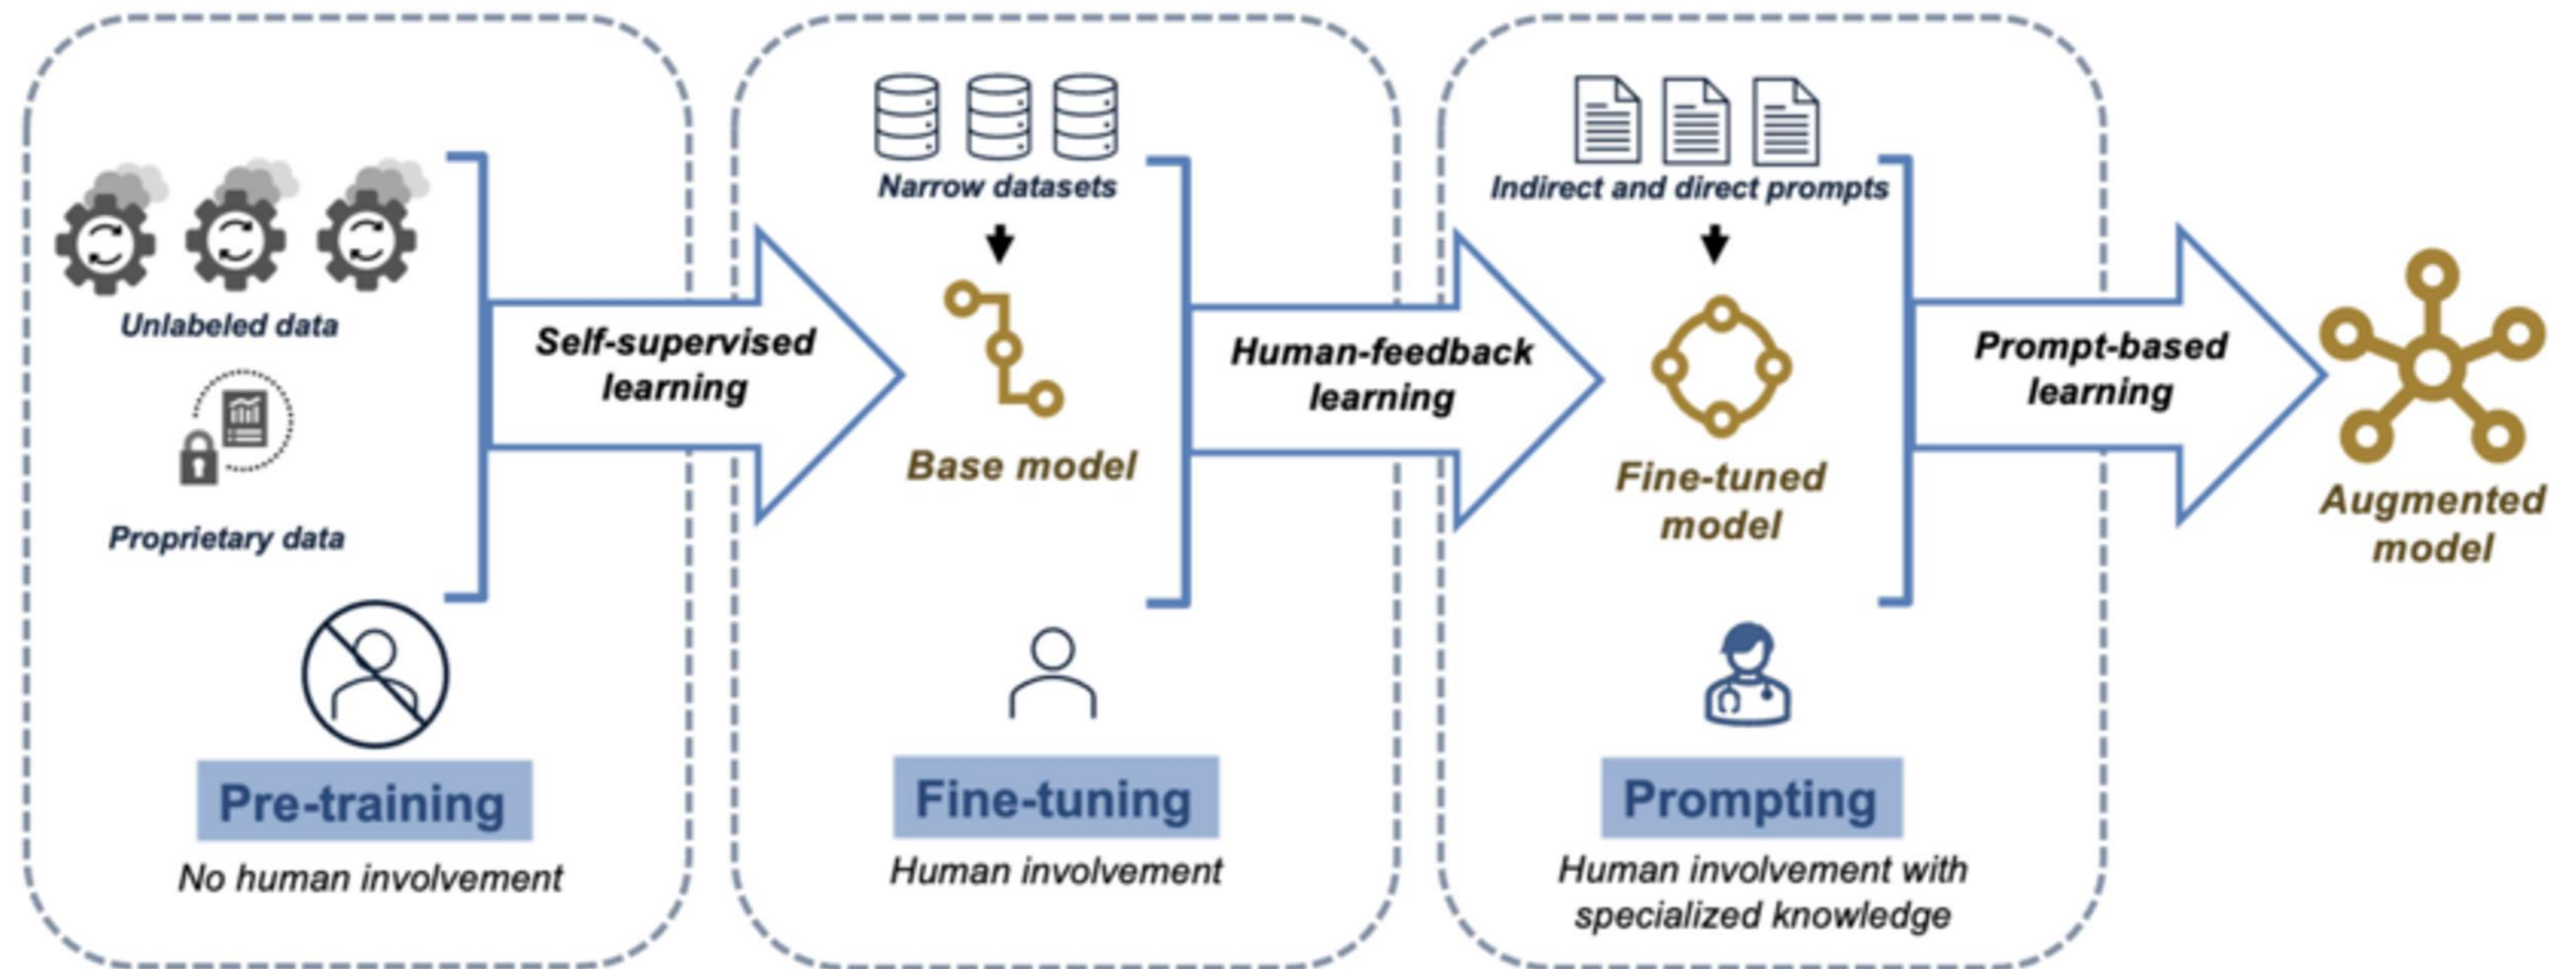 Unlabeled data
Proprietary data
Pre-training
No human involvement
Self-supervised
learning
Narrow datasets
Base model
Fine-tuning
Human involvement
Human-feedback
learning
Indirect and direct prompts
Fine-tuned
model
Prompting
Human involvement with
specialized knowledge
Prompt-based
learning
Augmented
model